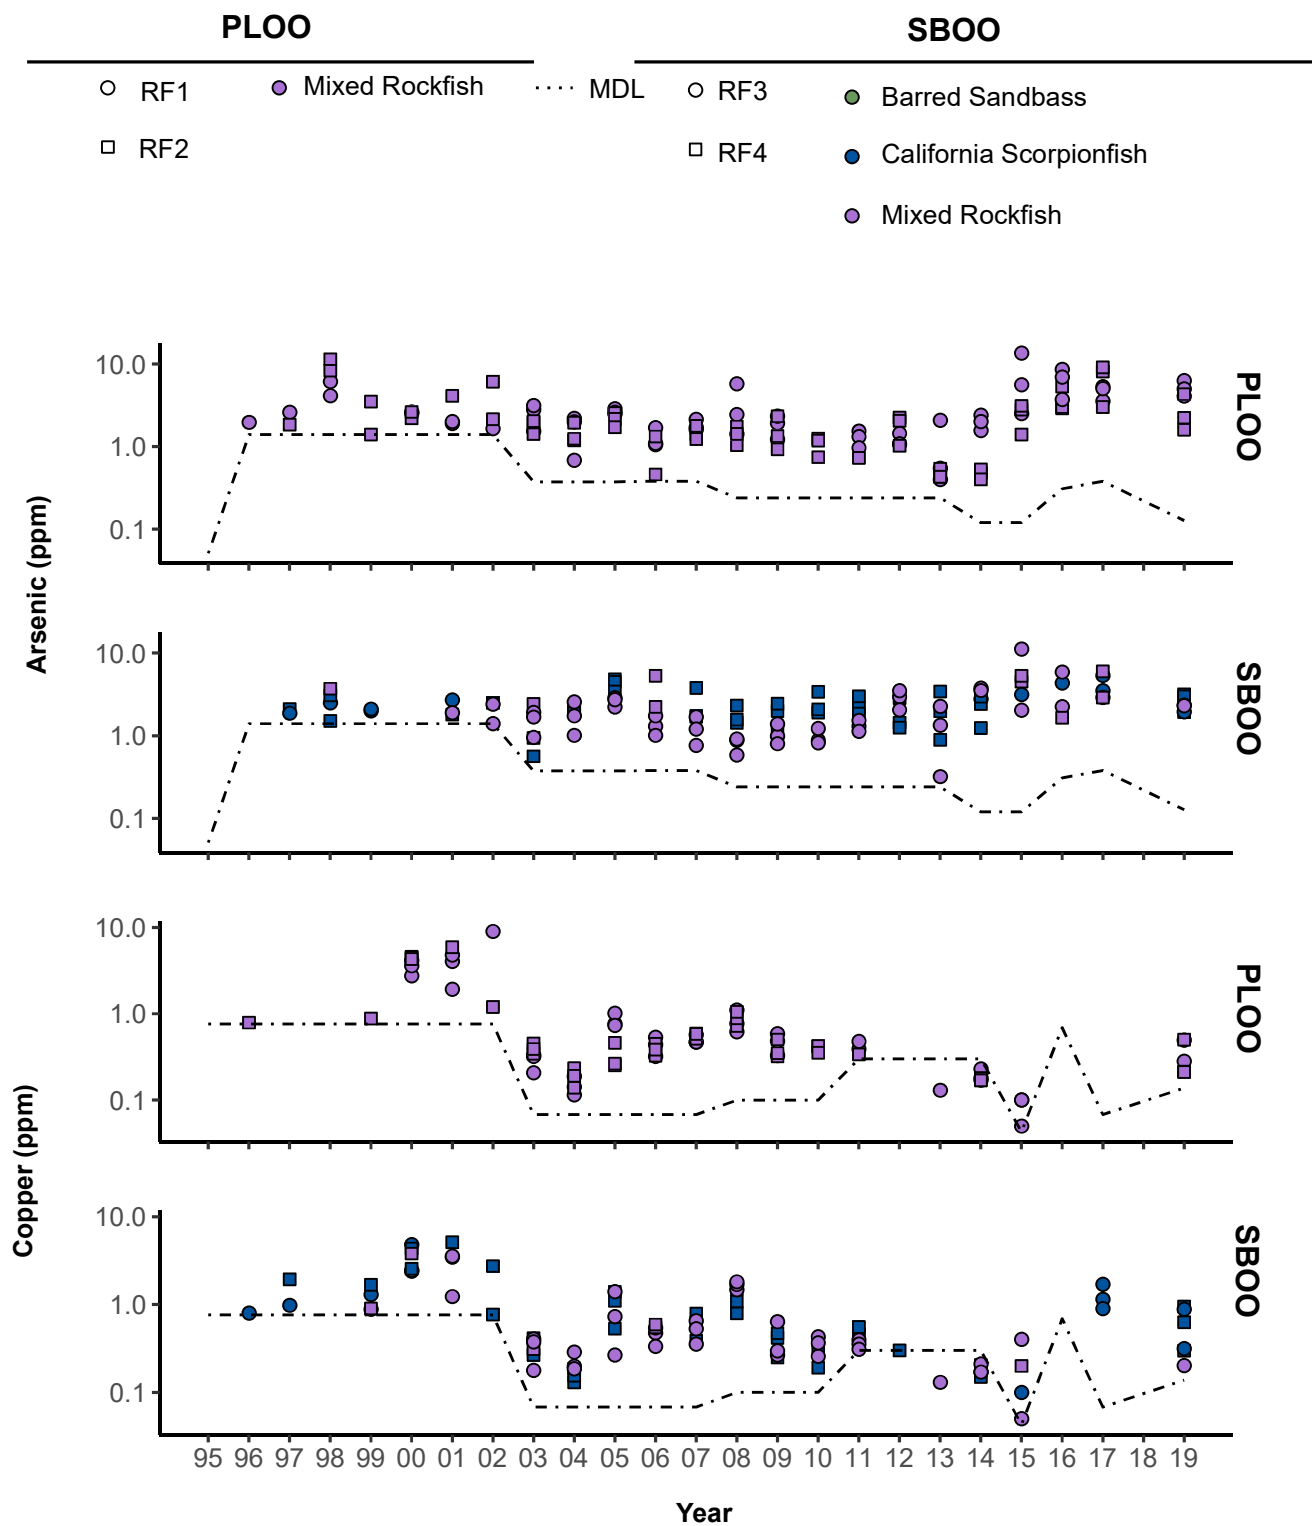 PLOO SBOO
RF1 Mixed Rockfish MDL RF3 Barred Sandbass
RF2 RF4 California Scorpionfish
Mixed Rockfish
Arsenic (ppm)
10.0
1.0
0.1
PLOO
10.0
1.0
0.1
SBOO
Copper (ppm)
10.0
1.0
0.1
PLOO
10.0
1.0
0.1
SBOO
95 96 97 98 99 00 01 02 03 04 05 06 07 08 09 10 11 12 13 14 15 16 17 18 19
Year